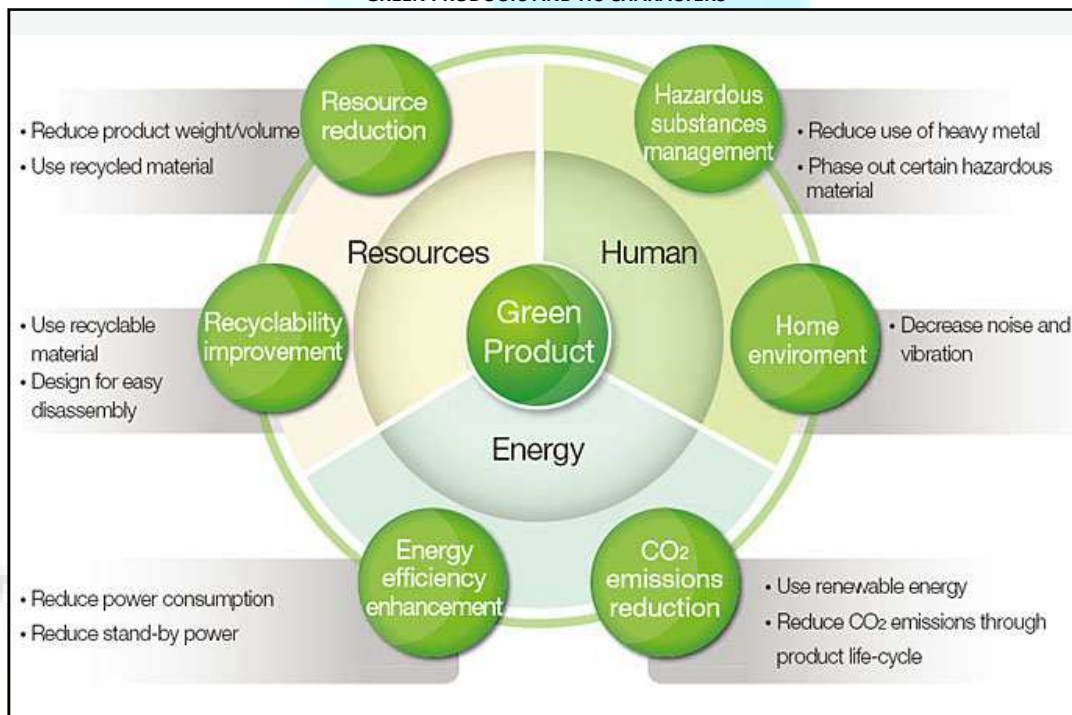 Resource
reduction
• Reduce product weight/volume
• Use recycled material
Hazardous
substances
management
• Reduce use of heavy metal
• Phase out certain hazardous
material
Resources
Human
Green
Product
Energy
Recyclability
improvement
• Use recyclable
material
• Design for easy
disassembly
Home
enviroment
• Decrease noise and
vibration
Energy
efficiency
enhancement
• Reduce power consumption
• Reduce stand-by power
CO₂
emissions
reduction
• Use renewable energy
• Reduce CO₂ emissions through
product life-cycle